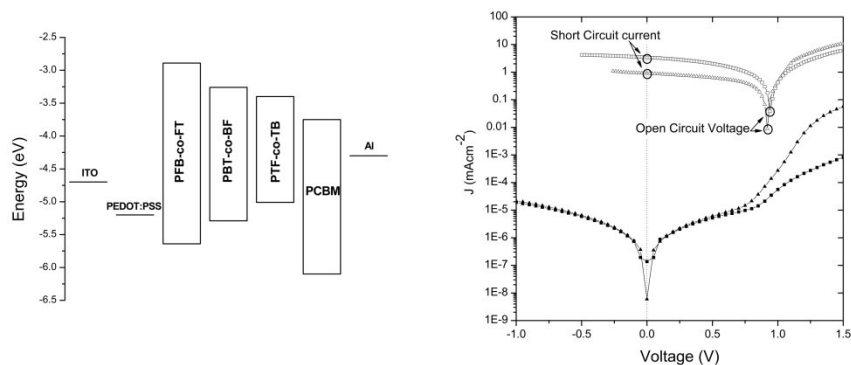 -2.5
-3.0
-3.5
-4.0
-4.5
-5.0
-5.5
-6.0
-6.5
Energy (eV)
ITO
PEDOT:PSS
PFB-co-FT
PBT-co-BF
PTF-co-TB
PCBM
Al
100
10
1
0.1
0.01
1E-3
1E-4
1E-5
1E-6
1E-7
1E-8
1E-9
J (mAcm⁻²)
Short Circuit current
Open Circuit Voltage
-1.0 -0.5 0.0 0.5 1.0 1.5
Voltage (V)